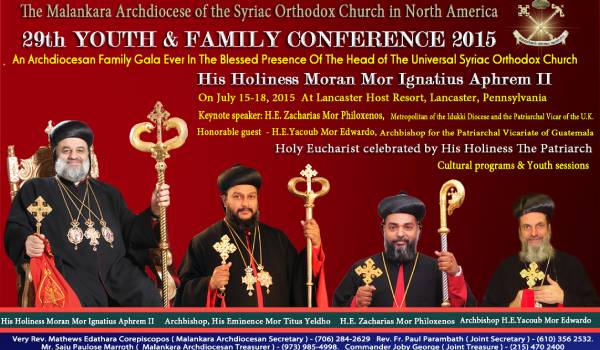 The Malankara Archdiocese of the Syriac Orthodox Church in North America
29th YOUTH & FAMILY CONFERENCE 2015
An Archdiocesan Family Gala Ever In The Blessed Presence Of The Head of The Universal Syriac Orthodox Church
His Holiness Moran Mor Ignatius Aphrem II
On July 15-18, 2015 At Lancaster Host Resort, Lancaster, Pennsylvania
Keynote speaker: H.E. Zacharias Mor Philoxenos, Metropolitan of the Idukki Diocese and the Patriarchal Vicar of the U.K.
Honorable guest - H.E.Yacoub Mor Edwardo, Archbishop for the Patriarchal Vicariate of Guatemala
Holy Eucharist celebrated by His Holiness The Patriarch
Cultural programs & Youth sessions
His Holiness Moran Mor Ignatius Aphrem II Archbishop, His Eminence Mor Titus Yeldho H.E. Zacharias Mor Philoxenos Archbishop H.E.Yacoub Mor Edwardo
Very Rev. Mathews Edathara Corepiscopos ( Malankara Archdiocese Secretary ) - (706) 284-2629 Rev. Fr. Paul Parambath ( Joint Secretary ) - (610) 356 2532.
Mr. Saju Paulose Marroth ( Malankara Archdiocese Treasurer ) - (973) 985-4998. Commander Joby George ( Joint Treasurer ) - (215) 470 2400